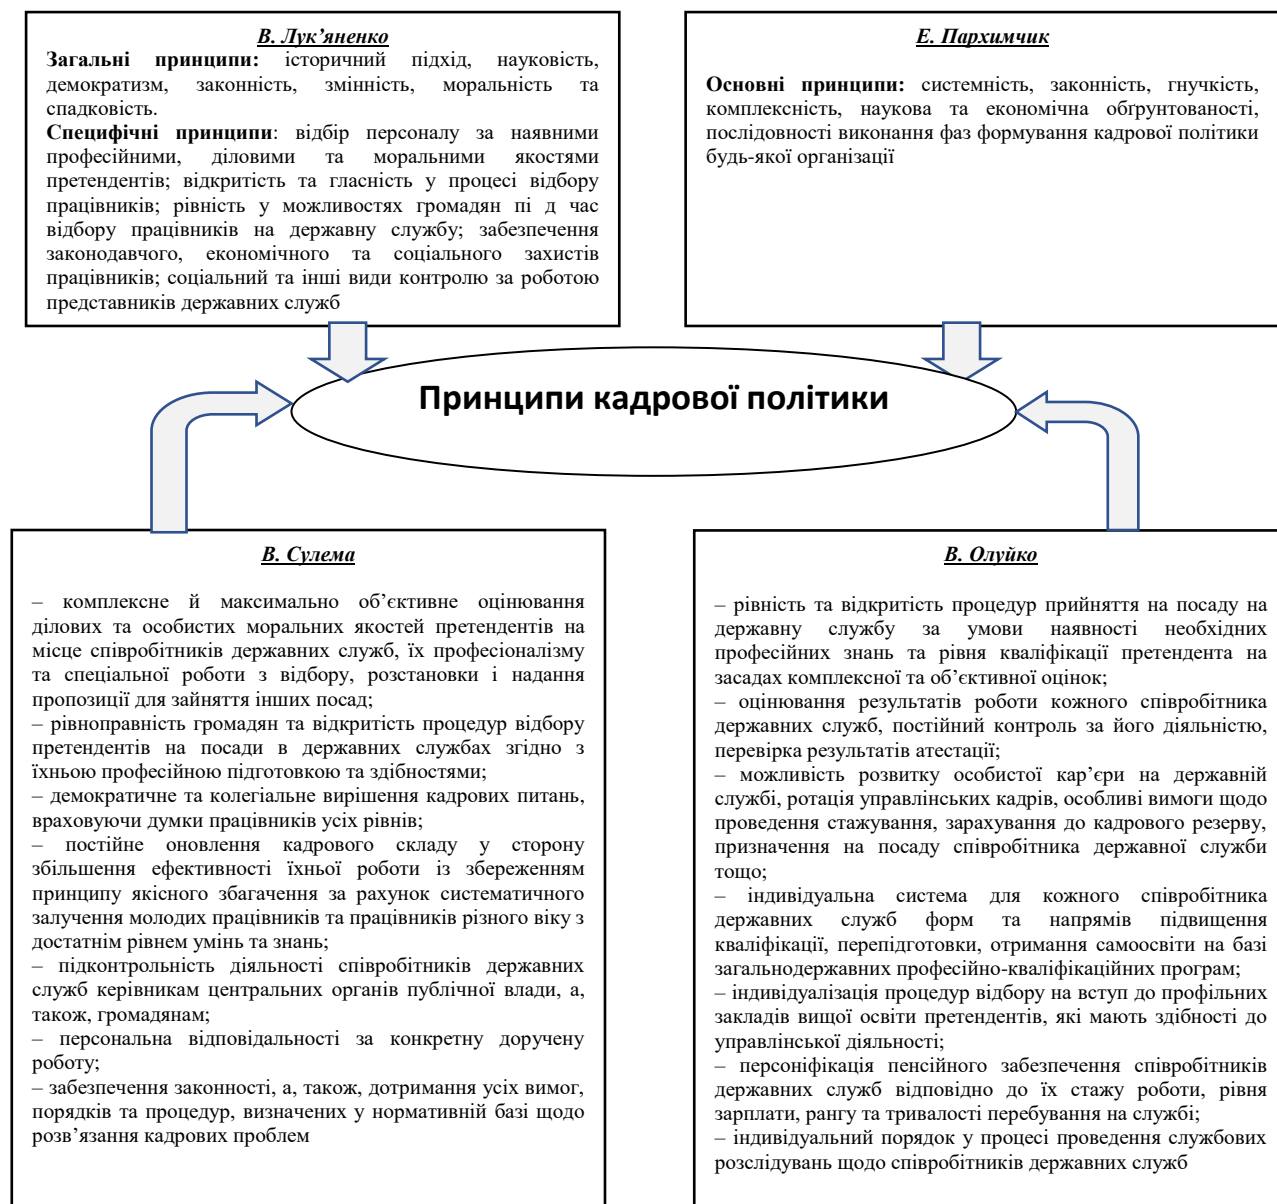 В. Лук’яненко
Загальні принципи: історичний підхід, науковість,
демократизм, законність, змінність, моральність та
спадковість.
Специфічні принципи: відбір персоналу за наявними
професійними, діловими та моральними якостями
претендентів; відкритість та гласність у процесі відбору
працівників; рівність у можливостях громадян пі д час
відбору працівників на державну службу; забезпечення
законодавчого, економічного та соціального захистів
працівників; соціальний та інші види контролю за роботою
представників державних служб
Е. Пархимчик
Основні принципи: системність, законність, гнучкість,
комплексність, наукова та економічна обґрунтованості,
послідовності виконання фаз формування кадрової політики
будь-якої організації
Принципи кадрової політики
В. Сулема
– комплексне й максимально об’єктивне оцінювання
ділових та особистих моральних якостей претендентів на
місце співробітників державних служб, їх професіоналізму
та спеціальної роботи з відбору, розстановки і надання
пропозиції для зайняття інших посад;
– рівноправність громадян та відкритість процедур відбору
претендентів на посади в державних службах згідно з
їхньою професійною підготовкою та здібностями;
– демократичне та колегіальне вирішення кадрових питань,
враховуючи думки працівників усіх рівнів;
– постійне оновлення кадрового складу у сторону
збільшення ефективності їхньої роботи із збереженням
принципу якісного збагачення за рахунок систематичного
залучення молодих працівників та працівників різного віку з
достатнім рівнем умінь та знань;
– підконтрольність діяльності співробітників державних
служб керівникам центральних органів публічної влади, а,
також, громадянам;
– персональна відповідальності за конкретну доручену
роботу;
– забезпечення законності, а, також, дотримання усіх вимог,
порядків та процедур, визначених у нормативній базі щодо
розв’язання кадрових проблем
В. Олуйко
– рівність та відкритість процедур прийняття на посаду на
державну службу за умови наявності необхідних
професійних знань та рівня кваліфікації претендента на
засадах комплексної та об’єктивної оцінок;
– оцінювання результатів роботи кожного співробітника
державних служб, постійний контроль за його діяльністю,
перевірка результатів атестації;
– можливість розвитку особистої кар’єри на державній
службі, ротація управлінських кадрів, особливі вимоги щодо
проведення стажування, зарахування до кадрового резерву,
призначення на посаду співробітника державної служби
тощо;
– індивідуальна система для кожного співробітника
державних служб форм та напрямів підвищення
кваліфікації, перепідготовки, отримання самоосвіти на базі
загальнодержавних професійно-кваліфікаційних програм;
– індивідуалізація процедур відбору на вступ до профільних
закладів вищої освіти претендентів, які мають здібності до
управлінської діяльності;
– персоніфікація пенсійного забезпечення співробітників
державних служб відповідно до їх стажу роботи, рівня
зарплати, рангу та тривалості перебування на службі;
– індивідуальний порядок у процесі проведення службових
розслідувань щодо співробітників державних служб